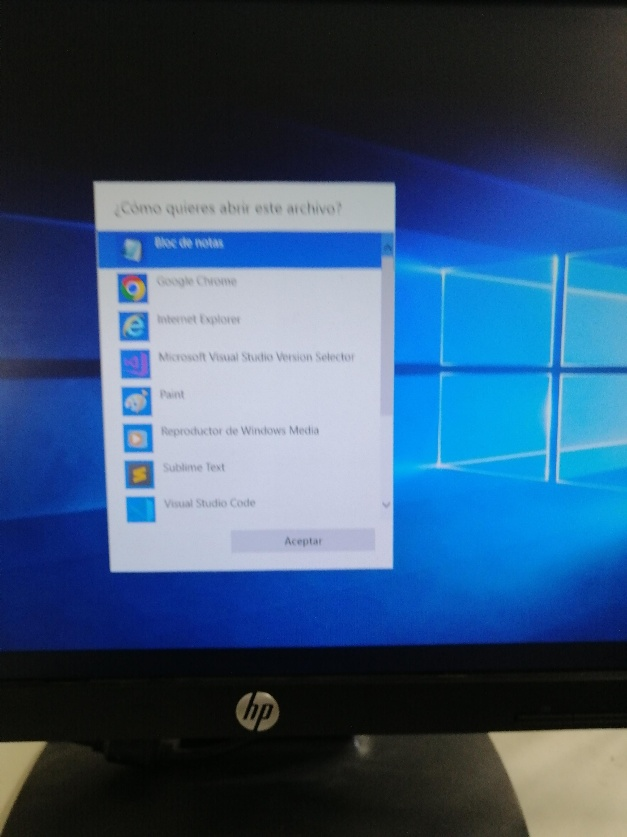 ¿Cómo quieres abrir este archivo?
Bloc de notas
Google Chrome
Internet Explorer
Microsoft Visual Studio Version Selector
Paint
Reproductor de Windows Media
Sublime Text
Visual Studio Code
Aceptar
hp